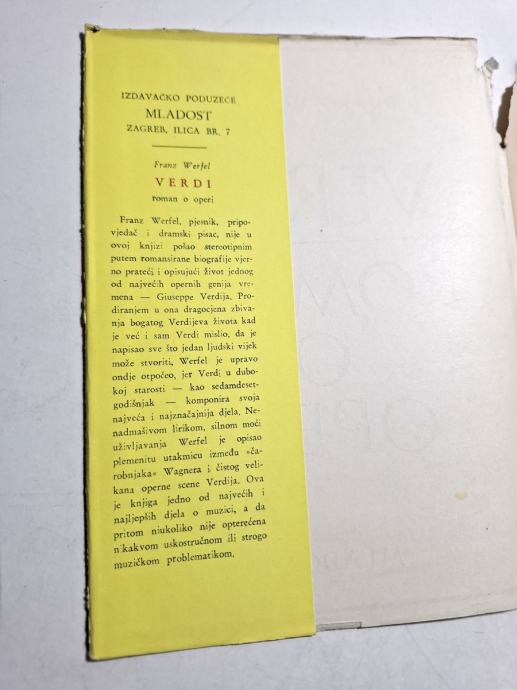 IZDAVAČKO PODUZEĆE
MLADOST
ZAGREB, ILICA BR. 7
Franz Werfel
VERDI
roman o operi
Franz Werfel, pjesnik, pripo-
vjedač i dramski pisac, nije u
ovoj knjizi pošao stereotipnim
putem romansirane biografije vjer-
no prateći i opisujući život jednog
od najvećih opernih genija vre-
mena — Giuseppe Verdija. Pro-
diranjem u ona dragocjena zbiva-
nja bogatog Verdijeva života kad
je već i sam Verdi mislio, da je
napisao sve što jedan ljudski vijek
može stvoriti, Werfel je upravo
ondje otpočeo, jer Verdi u dubo-
koj starosti — kao sedamdeset-
godišnjak — komponira svoja
najveća i najznačajnija djela. Ne-
nadmašivom lirikom, silnom moći
uživljavanja Werfel je opisao
plemenitu utakmicu između »ča-
robnjaka« Wagnera i čistog veli-
kana operne scene Verdija. Ova
je knjiga jedno od najvećih i
najljepših djela o muzici, a da
pritom niukoliko nije opterećena
nikakvom uskostručnom ili strogo
muzičkom problematikom.